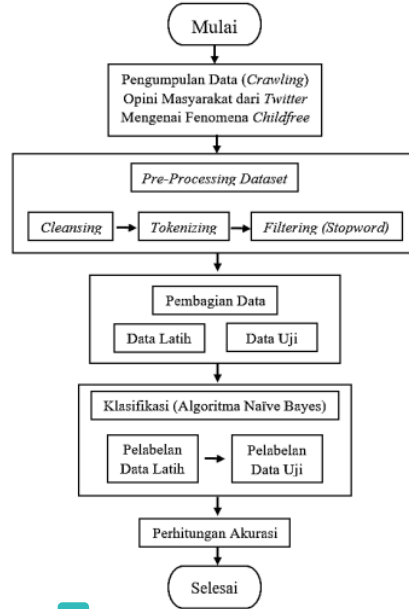 Mulai
Pengumpulan Data (Crawling)
Opini Masyarakat dari Twitter
Mengenai Fenomena Childfree
Pre-Processing Dataset
Cleansing
Tokenizing
Filtering (Stopword)
Pembagian Data
Data Latih
Data Uji
Klasifikasi (Algoritma Naïve Bayes)
Pelabelan
Data Latih
Pelabelan
Data Uji
Perhitungan Akurasi
Selesai